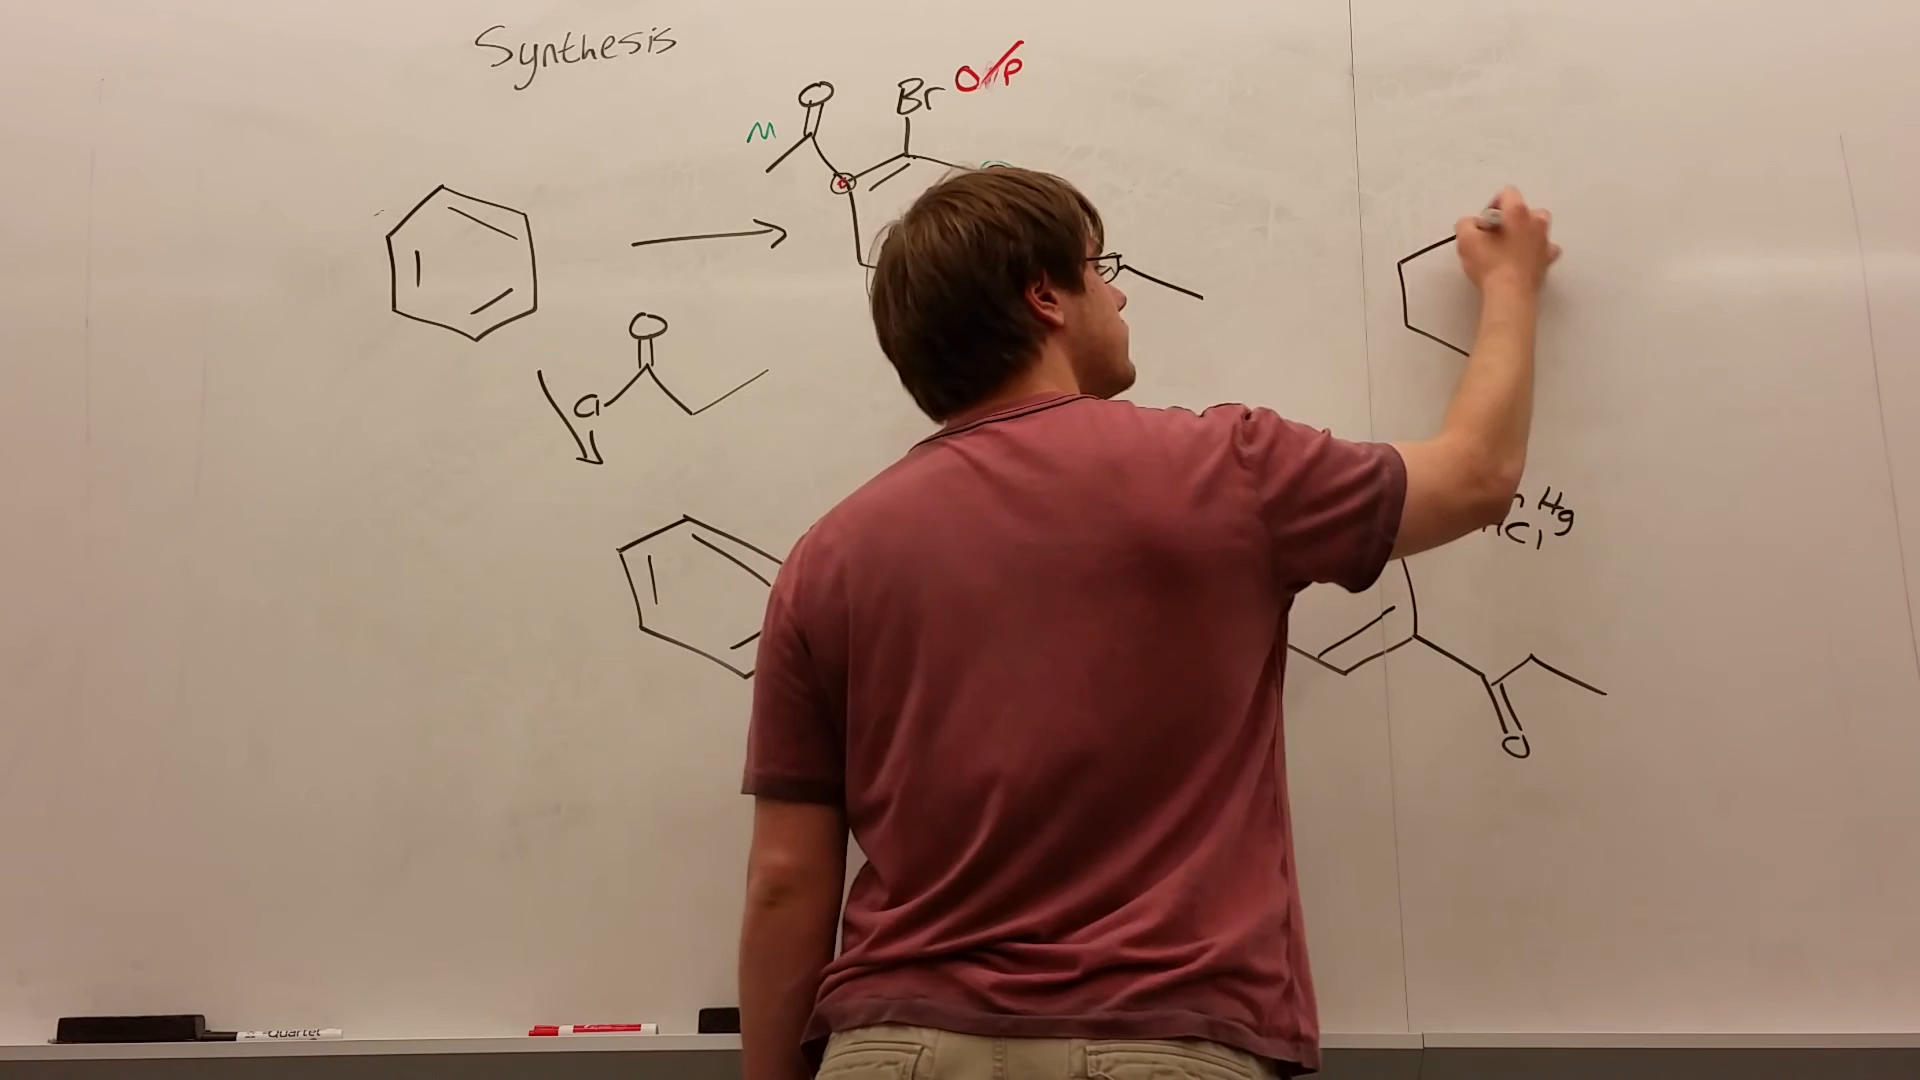 Synthesis
O
Br
O/P
M
O
Cl
Hg
HCl
O
Quartet